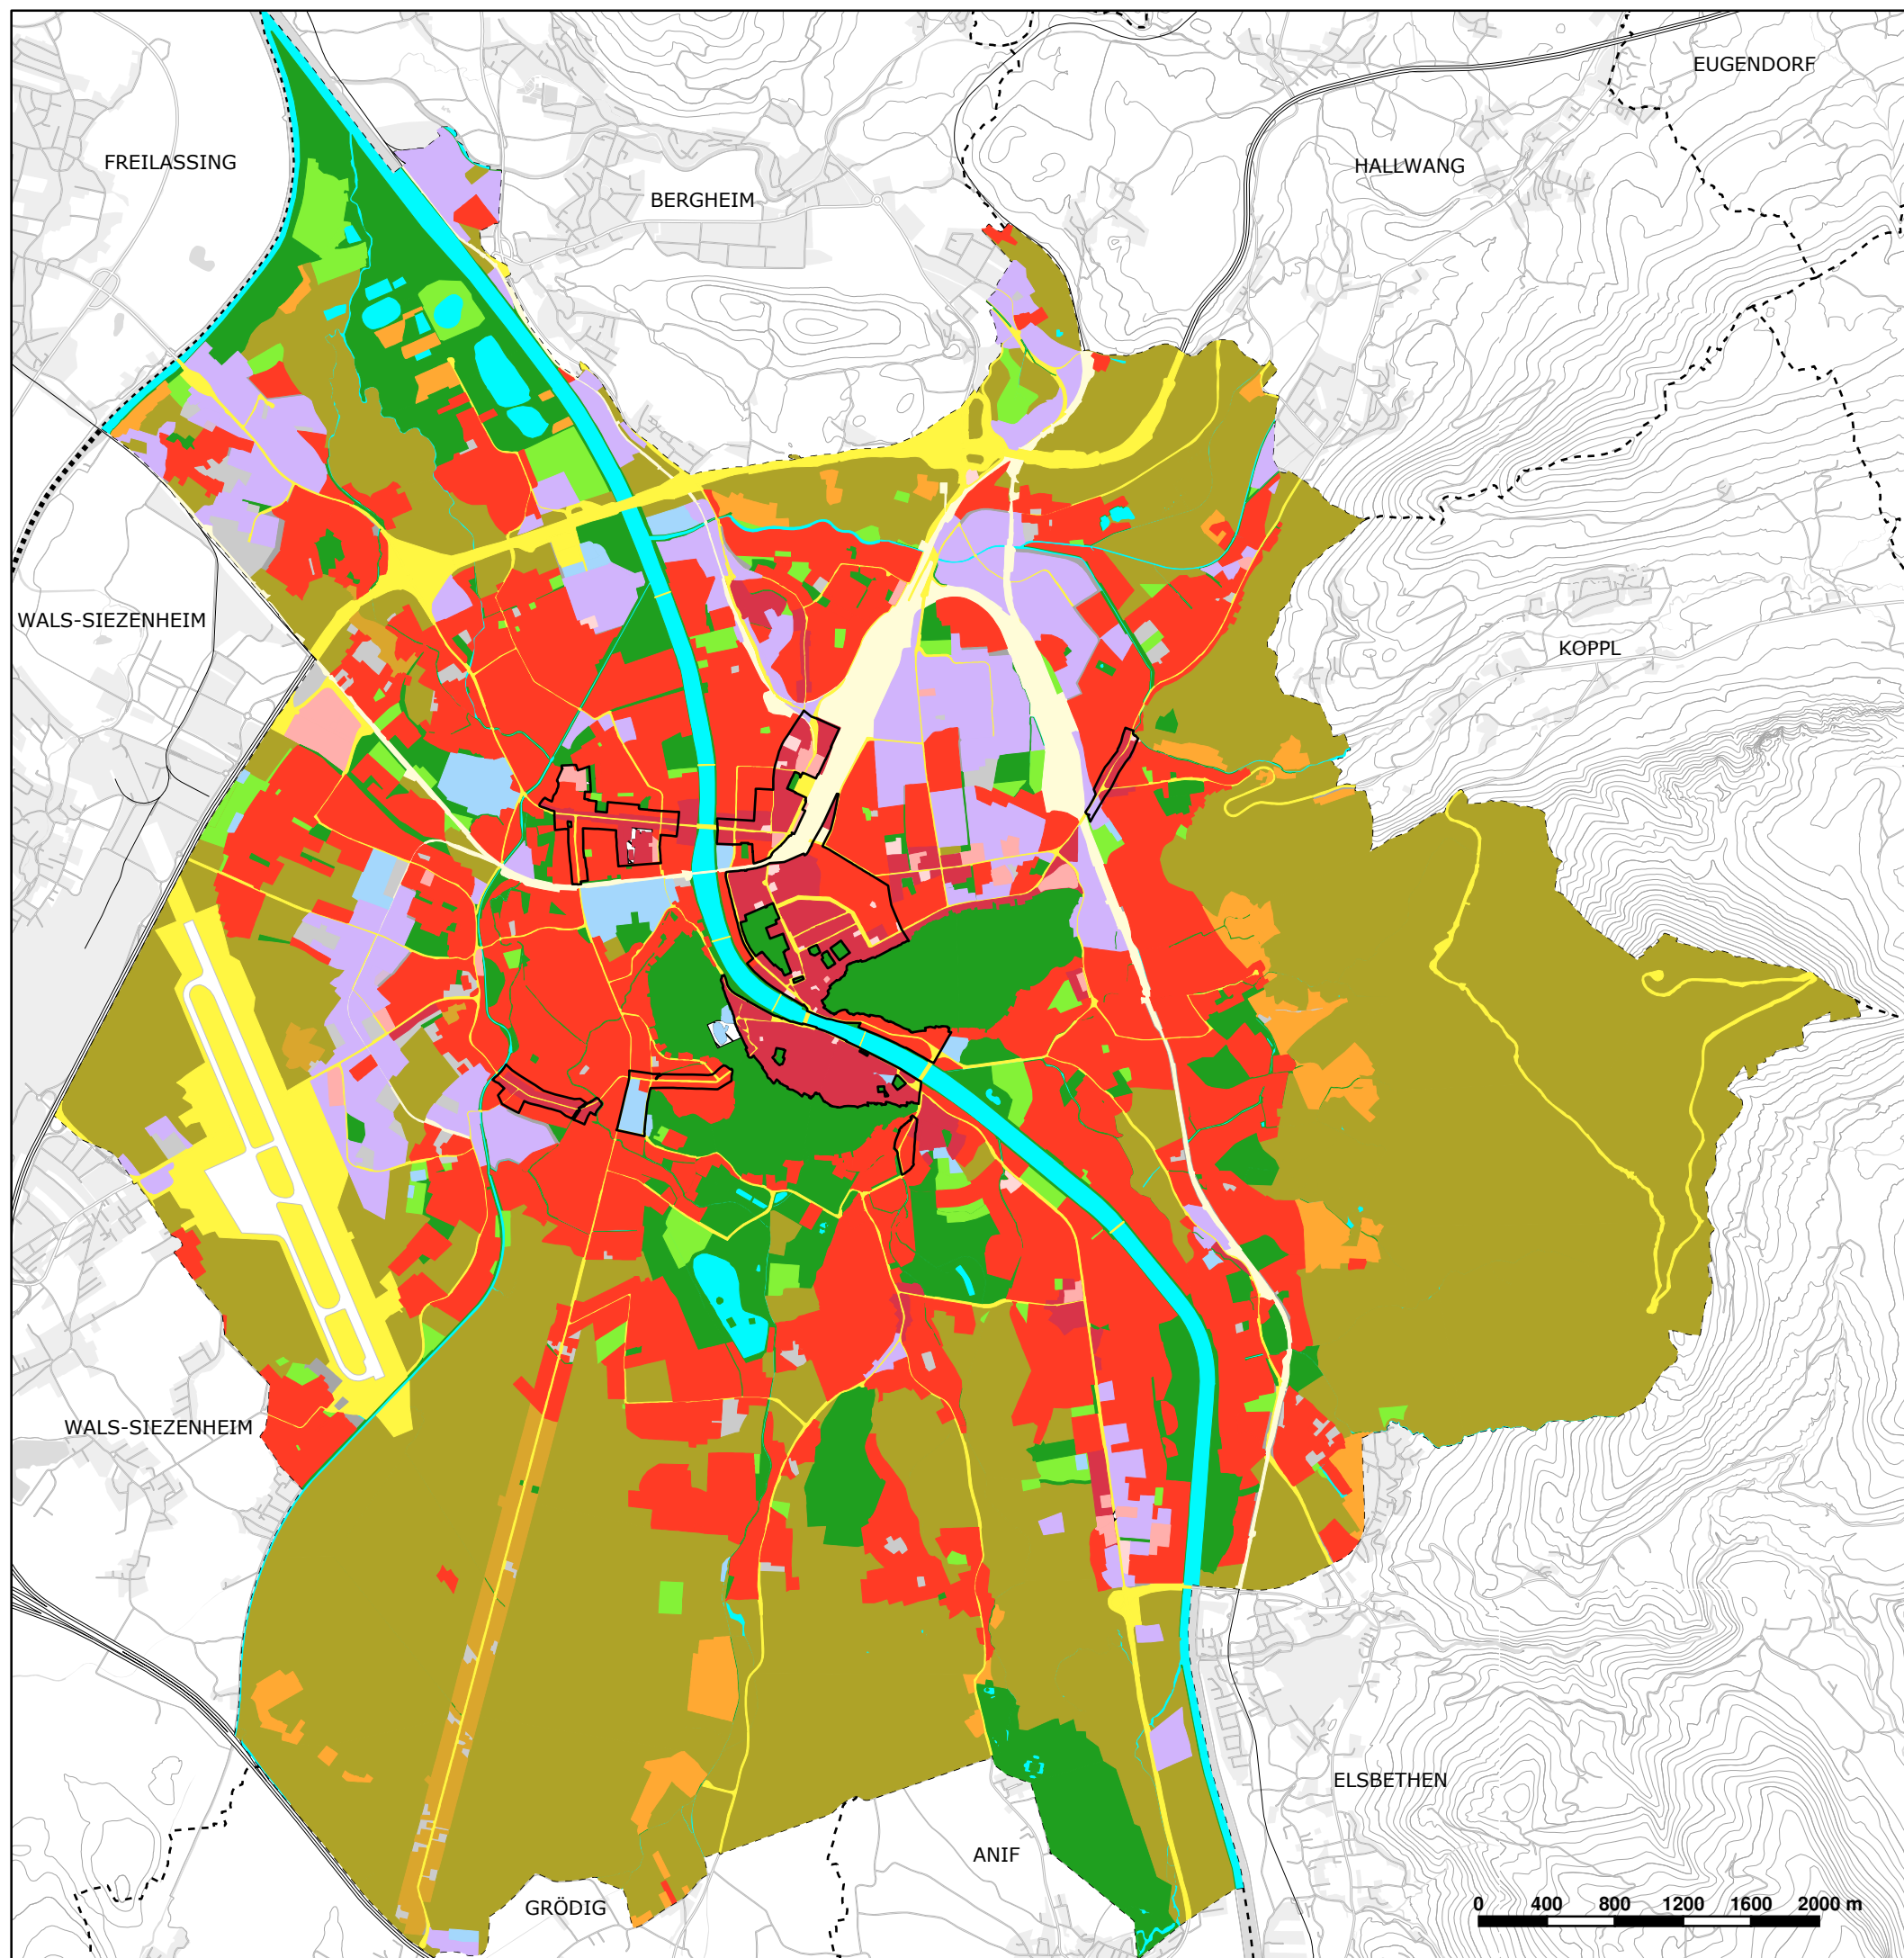 EUGENDORF
FREILASSING
HALLWANG
BERGHEIM
WALS-SIEZENHEIM
KOPPL
WALS-SIEZENHEIM
ELSBETHEN
ANIF
GRÖDIG
0 400 800 1200 1600 2000 m